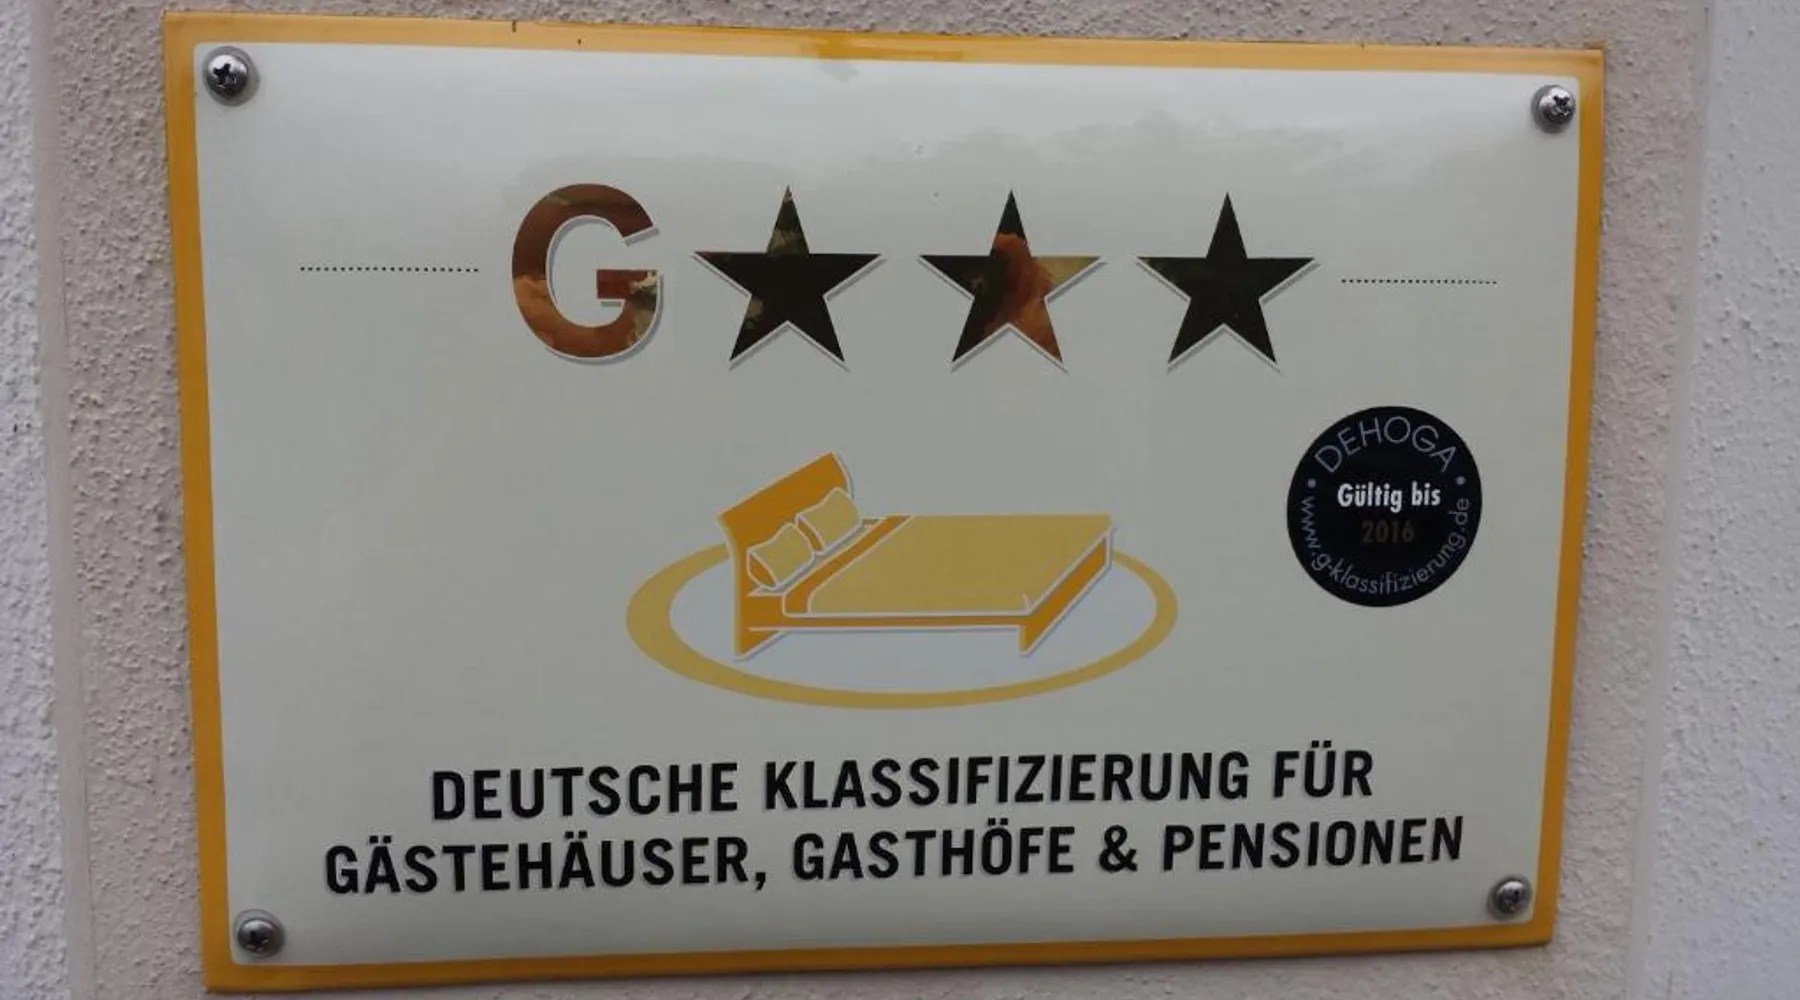 G★★★
DEHOGA
Gültig bis
2016
www.g-klassifizierung.de
DEUTSCHE KLASSIFIZIERUNG FÜR
GÄSTEHÄUSER, GASTHÖFE & PENSIONEN